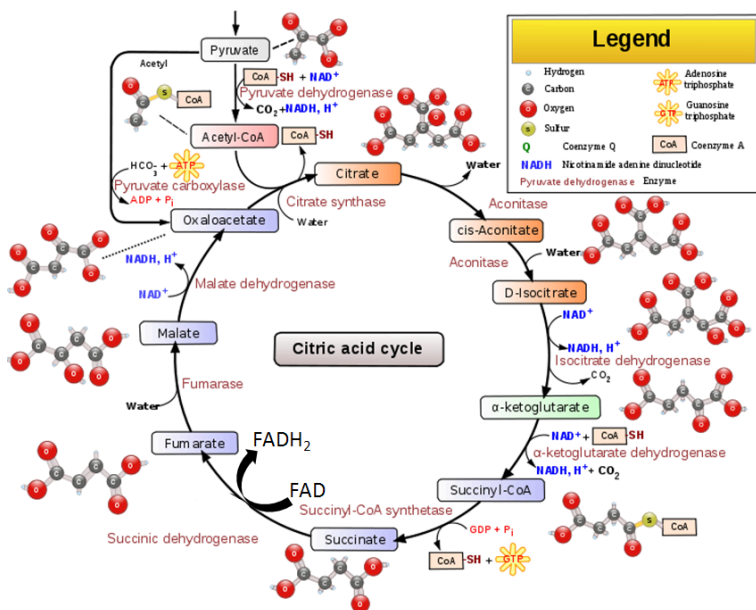 Pyruvate
Acetyl
CoA-SH + NAD+
Pyruvate dehydrogenase
CO2+NADH, H+
S CoA
Acetyl-CoA
CoA-SH
HCO3- + ATP
Pyruvate carboxylase
ADP + Pi
Oxaloacetate
Citrate synthase
Water
Citrate
Water
Aconitase
cis-Aconitate
Aconitase
Water
D-Isocitrate
NAD+
NADH, H+
Isocitrate dehydrogenase
CO2
α-ketoglutarate
NAD+ + CoA-SH
α-ketoglutarate dehydrogenase
NADH, H+ + CO2
Succinyl-CoA
S CoA
Succinyl-CoA synthetase
GDP + Pi
CoA-SH + GTP
Succinate
Succinic dehydrogenase
FAD
FADH2
Fumarate
Water
Fumarase
Malate
NAD+
Malate dehydrogenase
NADH, H+
Citric acid cycle
Legend
Hydrogen
C Carbon
O Oxygen
S Sulfur
Q Coenzyme Q
NADH Nicotinamide adenine dinucleotide
Pyruvate dehydrogenase Enzyme
ATP Adenosine
triphosphate
GTP Guanosine
triphosphate
CoA Coenzyme A